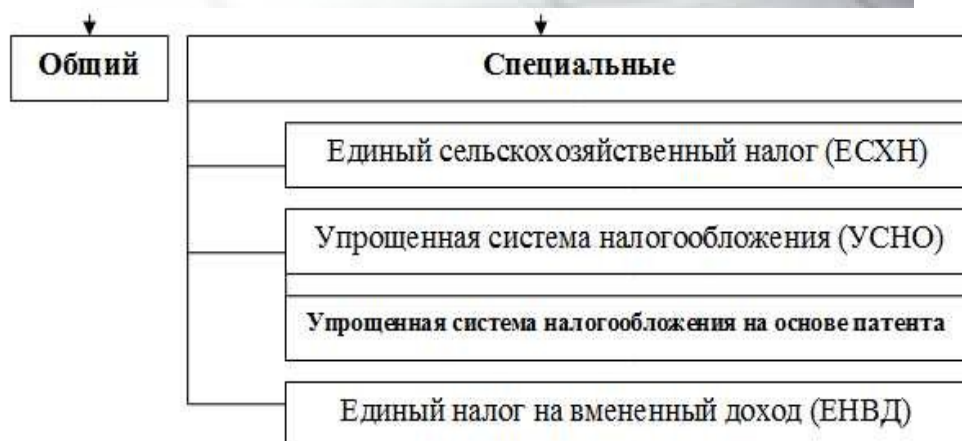 Общий
Специальные
Единый сельскохозяйственный налог (ЕСХН)
Упрощенная система налогообложения (УСНО)
Упрощенная система налогообложения на основе патента
Единый налог на вмененный доход (ЕНВД)